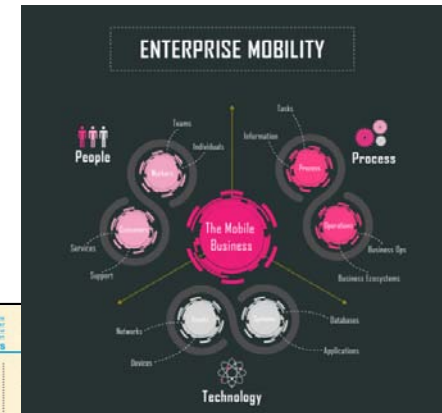 ENTERPRISE MOBILITY
Tasks
Teams
Information
Individuals
People
Process
Workers
Process
The Mobile
Business
Customers
Operations
Services
Business Ops
Support
Business Ecosystems
Networks
Databases
Devices
Applications
Technology